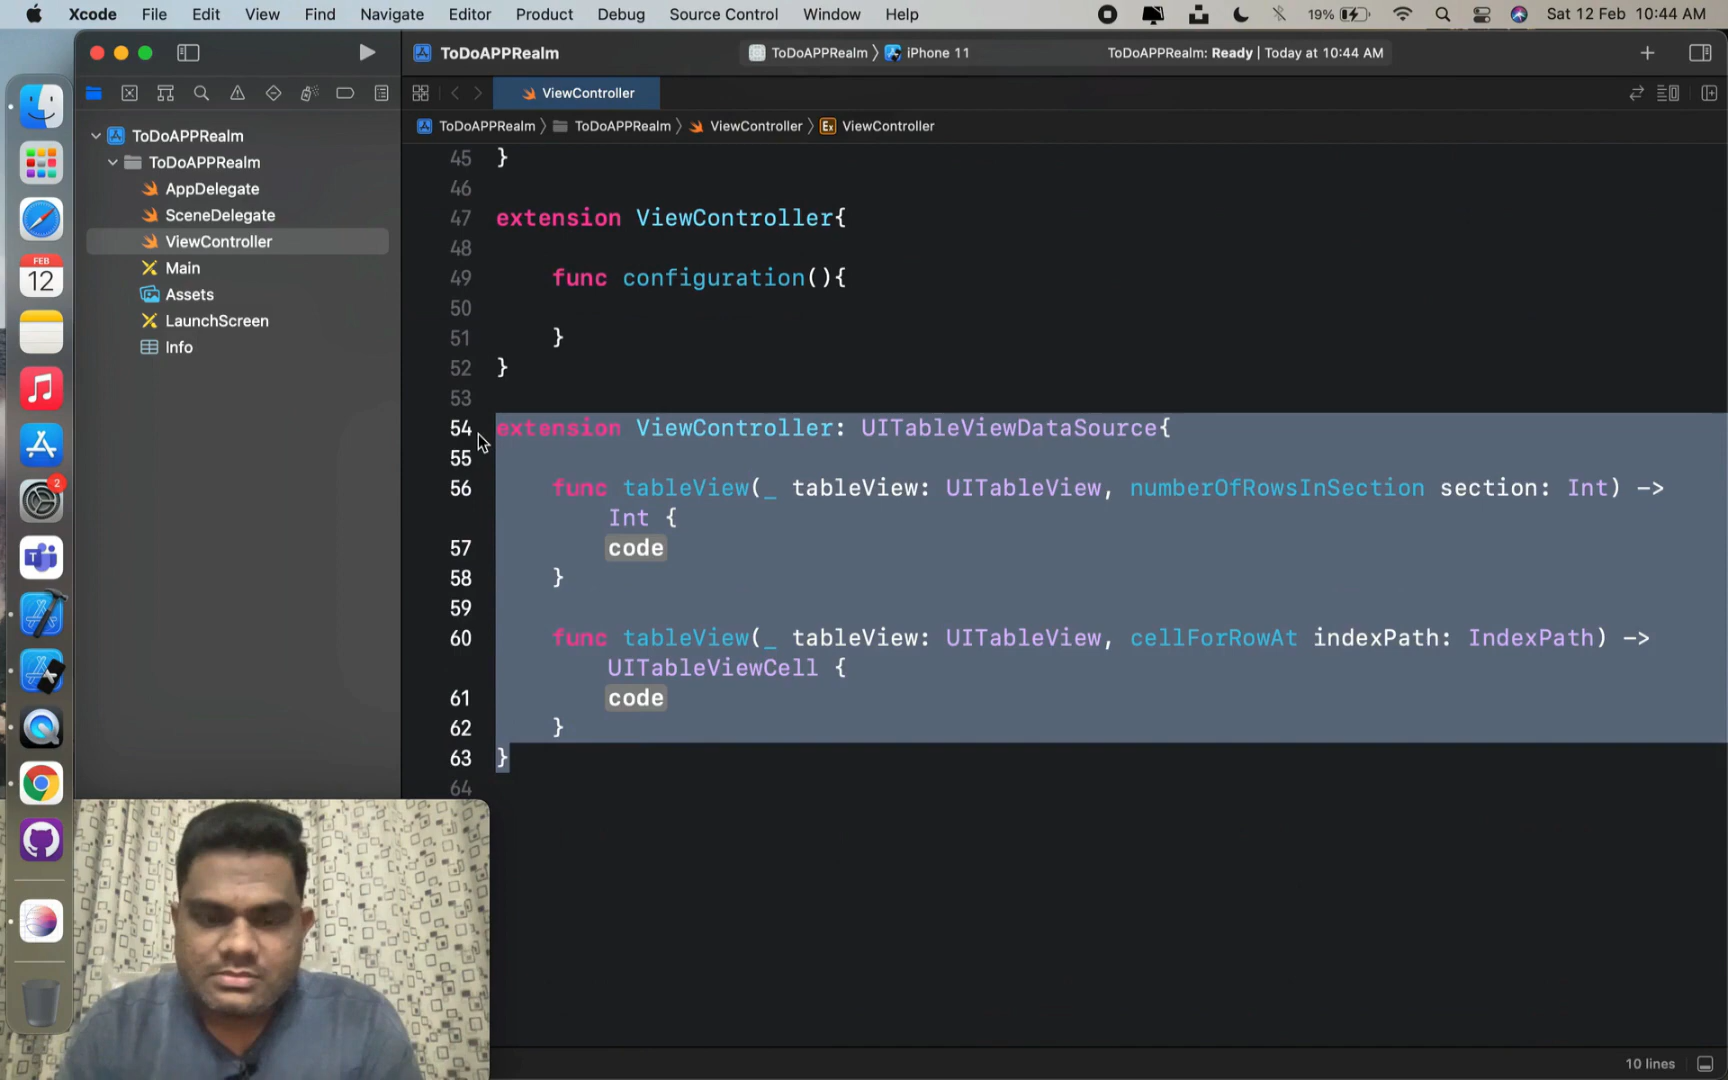 Xcode File Edit View Find Navigate Editor Product Debug Source Control Window Help 19% Sat 12 Feb 10:44 AM
ToDoAPPRealm ToDoAPPRealm iPhone 11 ToDoAPPRealm: Ready | Today at 10:44 AM
ViewController
ToDoAPPRealm ToDoAPPRealm ViewController Ex ViewController
ToDoAPPRealm
ToDoAPPRealm
AppDelegate
SceneDelegate
ViewController
Main
Assets
LaunchScreen
Info
FEB
12
2
45 }
46
47 extension ViewController{
48
49 func configuration(){
50
51 }
52 }
53
54 extension ViewController: UITableViewDataSource{
55
56 func tableView(_ tableView: UITableView, numberOfRowsInSection section: Int) ->
Int {
57 code
58 }
59
60 func tableView(_ tableView: UITableView, cellForRowAt indexPath: IndexPath) ->
UITableViewCell {
61 code
62 }
63 }
64
10 lines